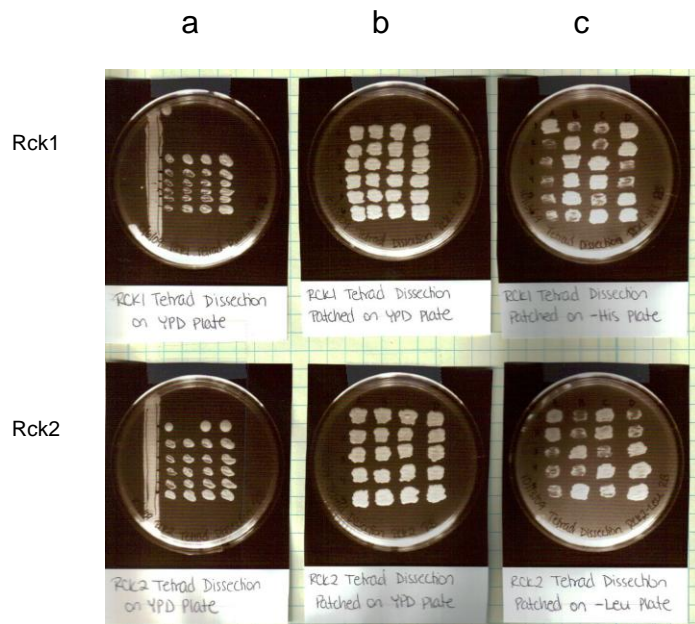 a b c
Rck1
RCK1 Tetrad Dissection
on YPD Plate
RCK1 Tetrad Dissection
Patched on YPD Plate
RCK1 Tetrad Dissection
Patched on -His Plate
Rck2
RCK2 Tetrad Dissection
on YPD Plate
RCK2 Tetrad Dissection
Patched on YPD Plate
RCK2 Tetrad Dissection
Patched on -Leu Plate